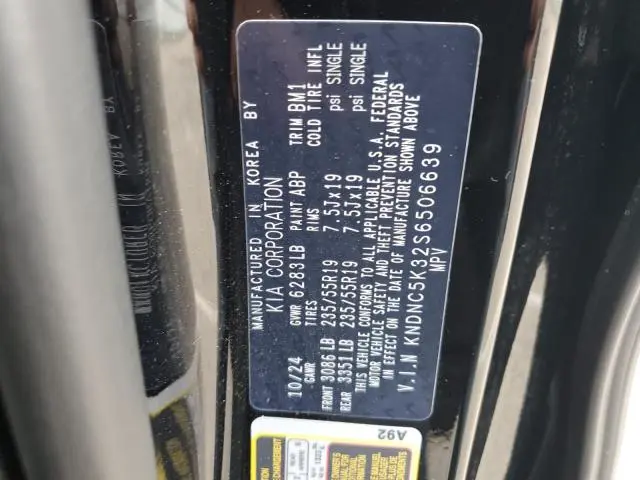 MANUFACTURED IN KOREA BY
KIA CORPORATION
10/24 GVWR 6283LB PAINT ABP TRIM BM1
GAWR TIRES RIMS COLD TIRE INFL
FRONT 3086 LB 235/55R19 7.5Jx19 psi SINGLE
REAR 3351 LB 235/55R19 7.5Jx19 psi SINGLE
THIS VEHICLE CONFORMS TO ALL APPLICABLE U.S.A. FEDERAL
MOTOR VEHICLE SAFETY AND THEFT PREVENTION STANDARDS
IN EFFECT ON THE DATE OF MANUFACTURE SHOWN ABOVE
V.I.N KNDNC5K32S6506639
MPV
A92